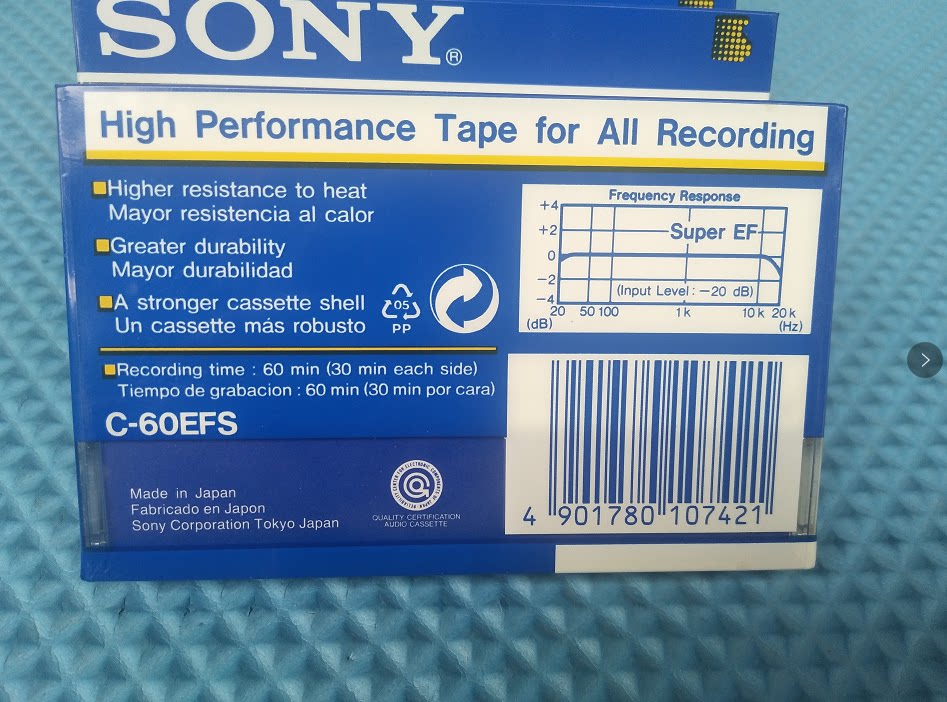 SONY®
High Performance Tape for All Recording
Higher resistance to heat
Mayor resistencia al calor
Greater durability
Mayor durabilidad
A stronger cassette shell
Un cassette más robusto
05
PP
Recording time : 60 min (30 min each side)
Tiempo de grabacion : 60 min (30 min por cara)
C-60EFS
Made in Japan
Fabricado en Japon
Sony Corporation Tokyo Japan
QUALITY CERTIFICATION
AUDIO CASSETTE
Frequency Response
+4
+2
0
−2
−4
Super EF
(Input Level : −20 dB)
20 50 100 1k 10k 20k
(dB) (Hz)
4 901780 107421